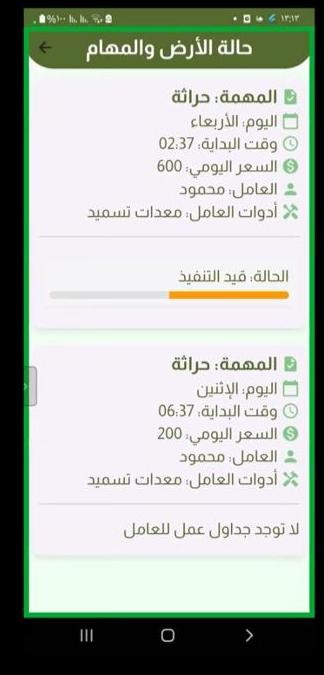 ١٣:١٣
%١٠٠
حالة الأرض والمهام
المهمة: حراثة
اليوم: الأربعاء
وقت البداية: 02:37
السعر اليومي: 600
العامل: محمود
أدوات العامل: معدات تسميد
الحالة: قيد التنفيذ
المهمة: حراثة
اليوم: الإثنين
وقت البداية: 06:37
السعر اليومي: 200
العامل: محمود
أدوات العامل: معدات تسميد
لا توجد جداول عمل للعامل